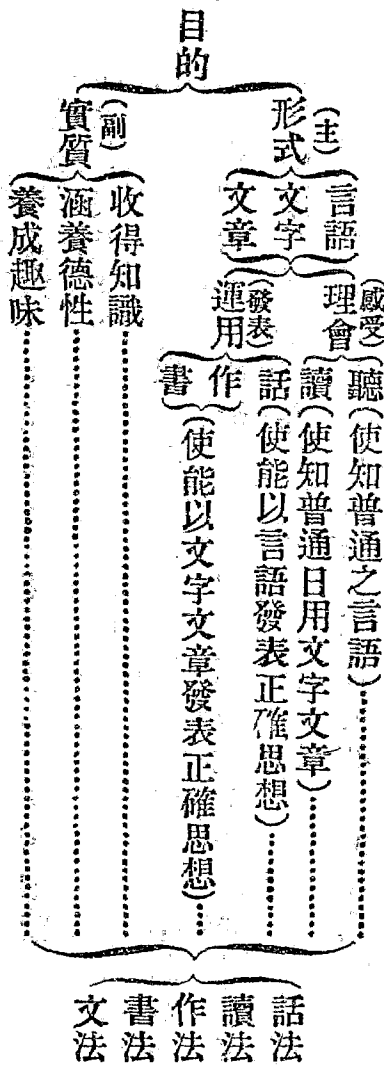 目的
(主)
形式
言語
文字
文章
(感受)
理會
聽(使知普通之言語)
讀(使知普通日用文字文章)
(發表)
運用
話(使能以言語發表正確思想)
作
書
(使能以文字文章發表正確思想)
(副)
實質
收得知識
涵養德性
養成趣味
話法
讀法
作法
書法
文法